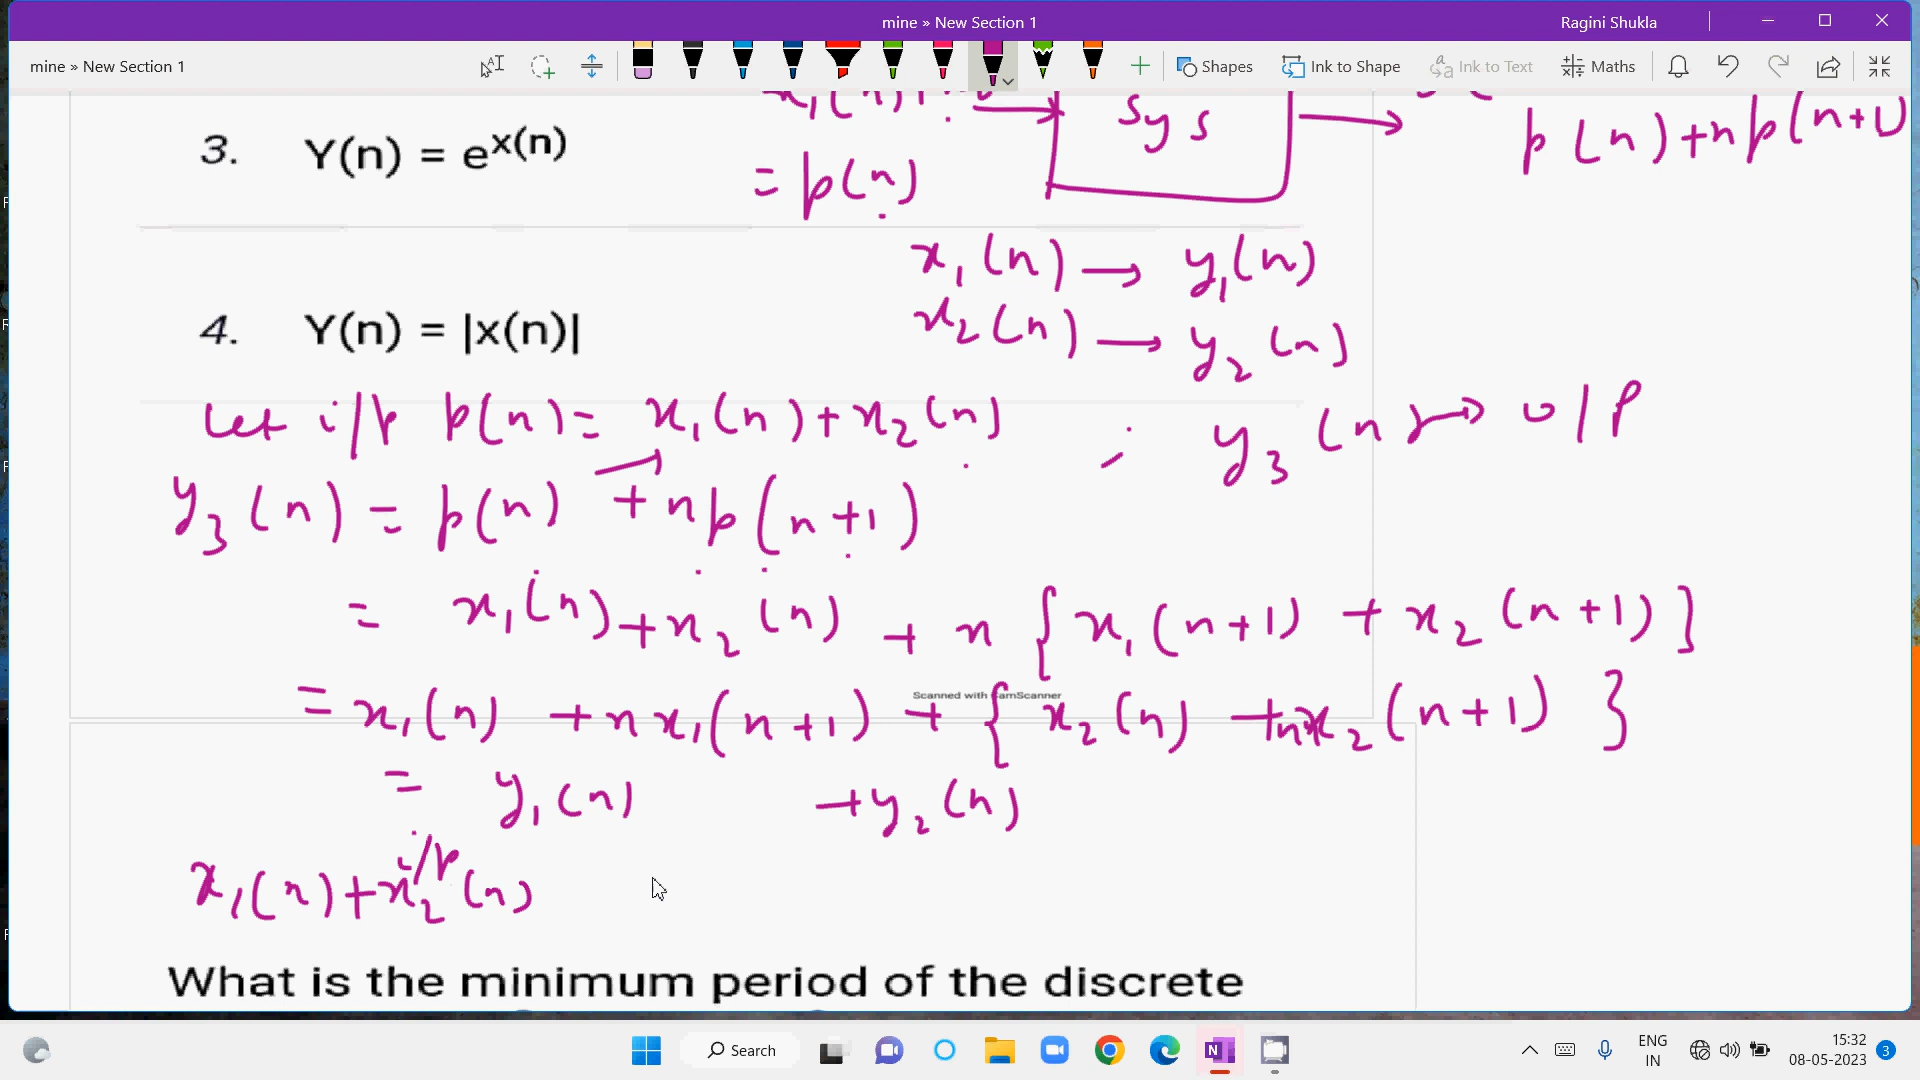 mine » New Section 1
Ragini Shukla
mine » New Section 1
Shapes
Ink to Shape
Ink to Text
Maths
3. Y(n) = e^x(n)
= p(n)
Sys
p(n)+np(n+1)
x₁(n) → y₁(n)
x₂(n) → y₂(n)
4. Y(n) = |x(n)|
Let i/p p(n) = x₁(n)+x₂(n) ; y₃(n) → o/p
y₃(n) = p(n) + np(n+1)
= x₁(n)+x₂(n) + n {x₁(n+1) + x₂(n+1)}
= x₁(n) + nx₁(n+1) + {x₂(n) + nx₂(n+1)}
Scanned with CamScanner
= y₁(n) + y₂(n)
i/p
x₁(n)+x₂(n)
What is the minimum period of the discrete
Search
ENG
IN
15:32
08-05-2023
3